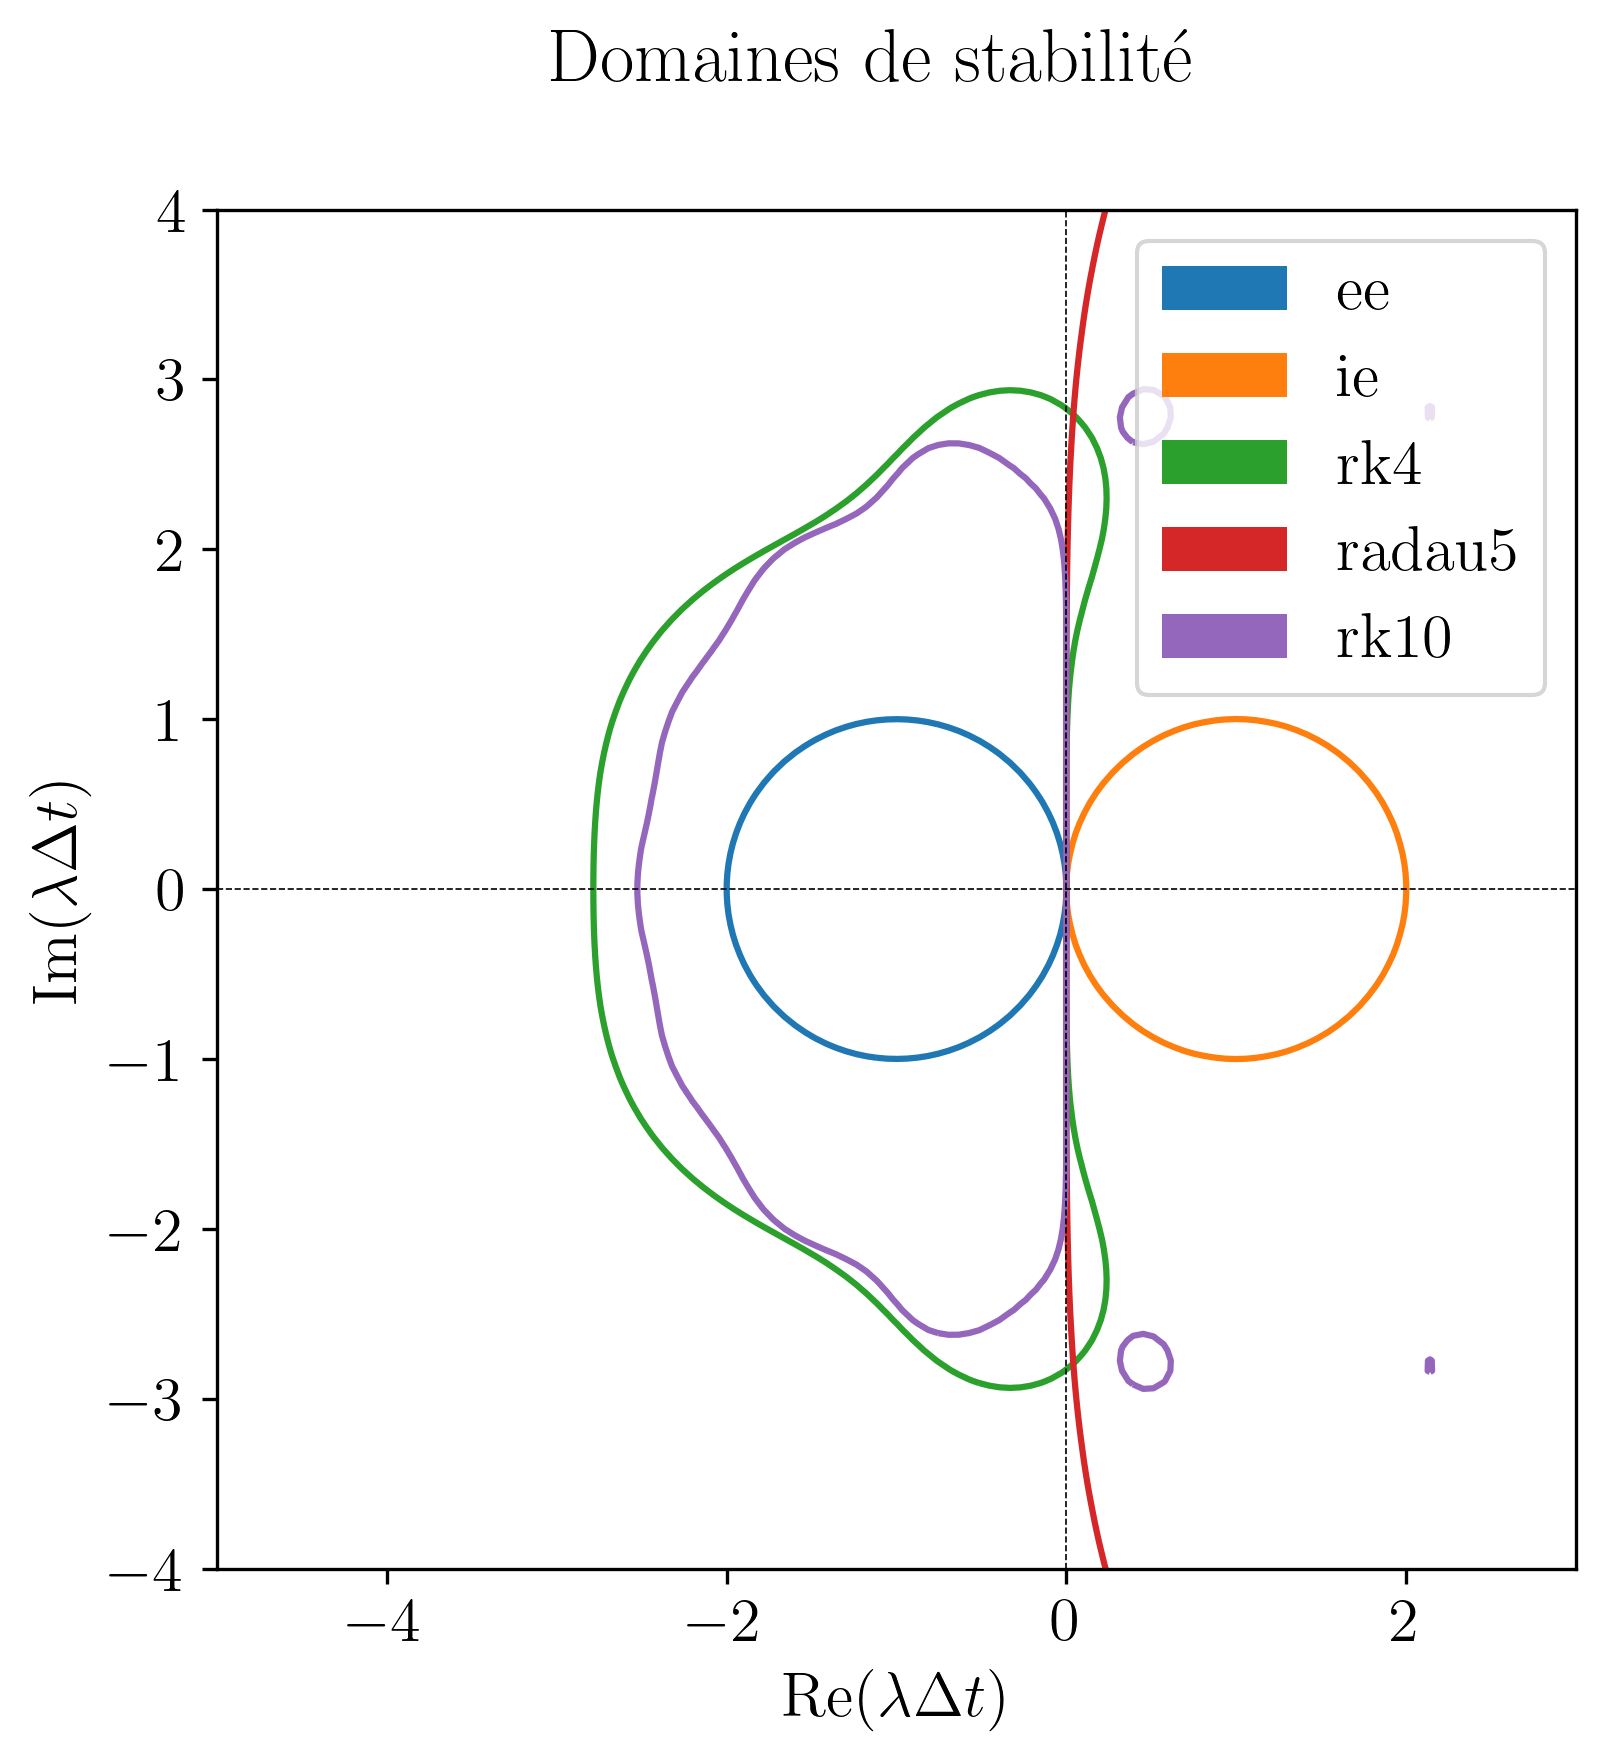 Domaines de stabilité
4
3
2
1
0
−1
−2
−3
−4
Im(λΔt)
ee
ie
rk4
radau5
rk10
−4
−2
0
2
Re(λΔt)